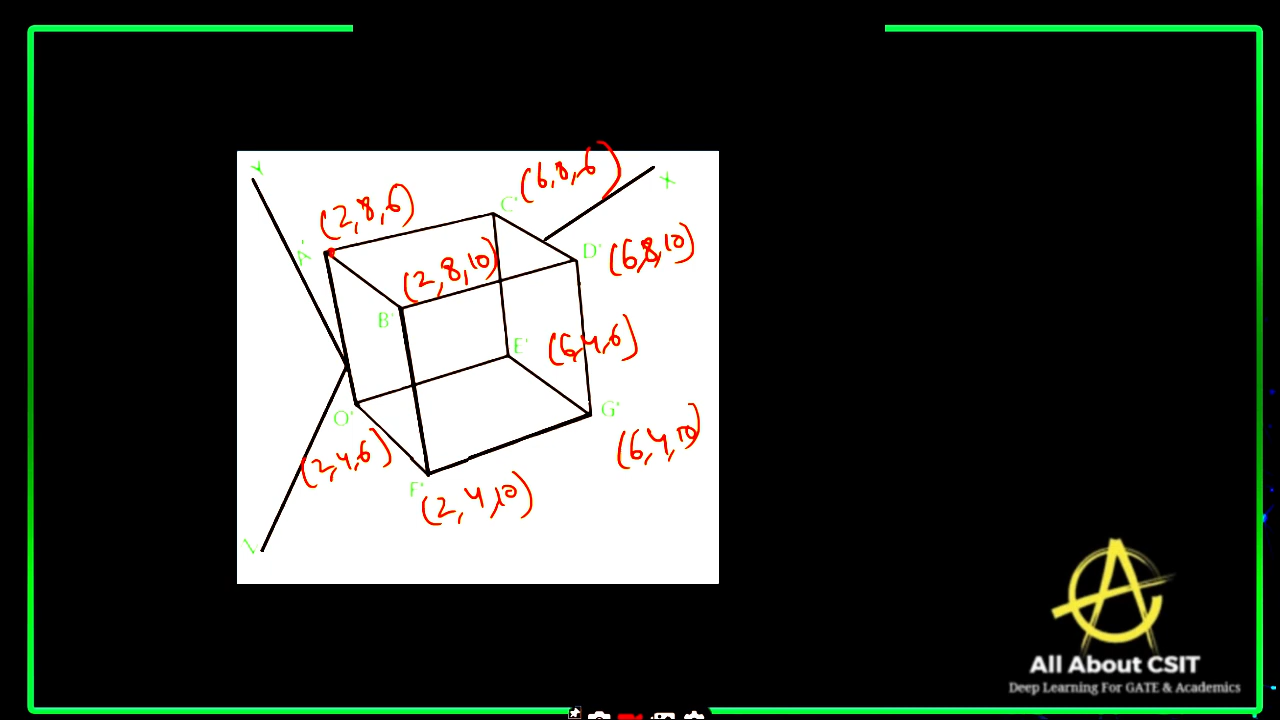 Y
X
(6,8,6)
C'
(2,8,6)
A'
D'
(6,8,10)
(2,8,10)
B'
E'
(6,4,6)
G'
O'
(6,4,10)
(2,4,6)
F'
(2,4,10)
All About CSIT
Deep Learning For GATE & Academics